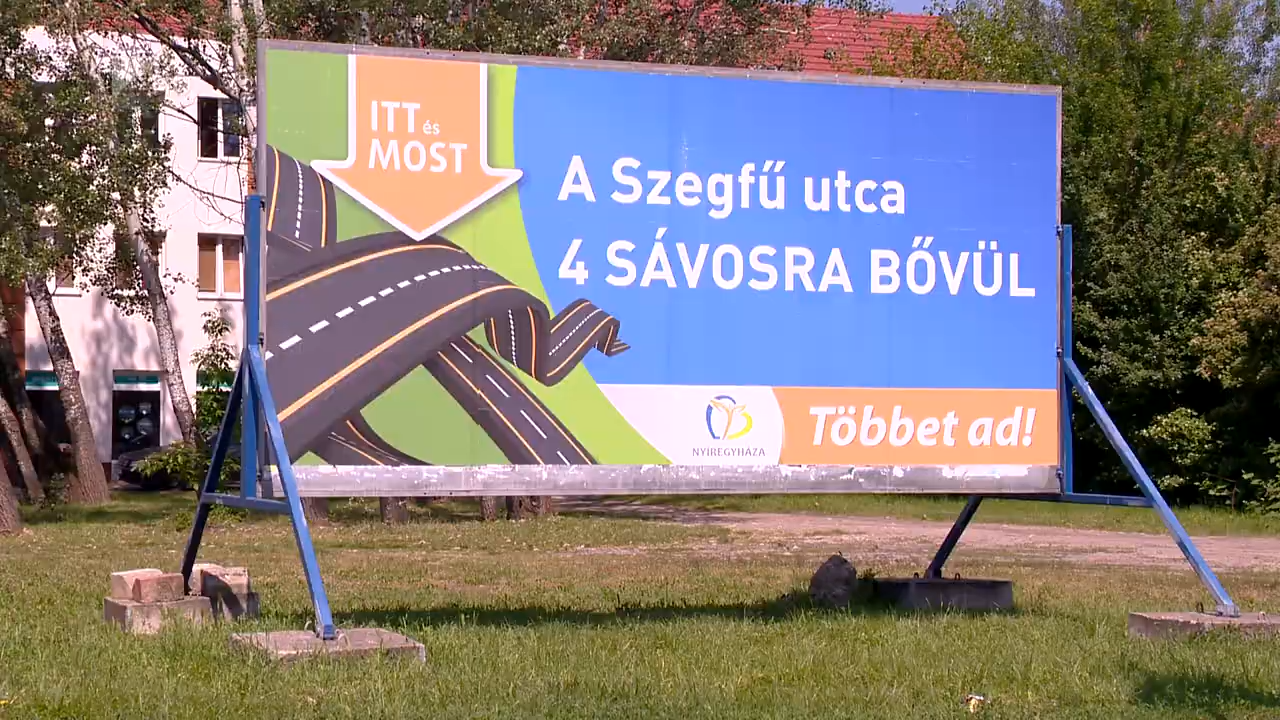 ITT és
MOST
A Szegfű utca
4 SÁVOSRA BŐVÜL
NYÍREGYHÁZA
Többet ad!